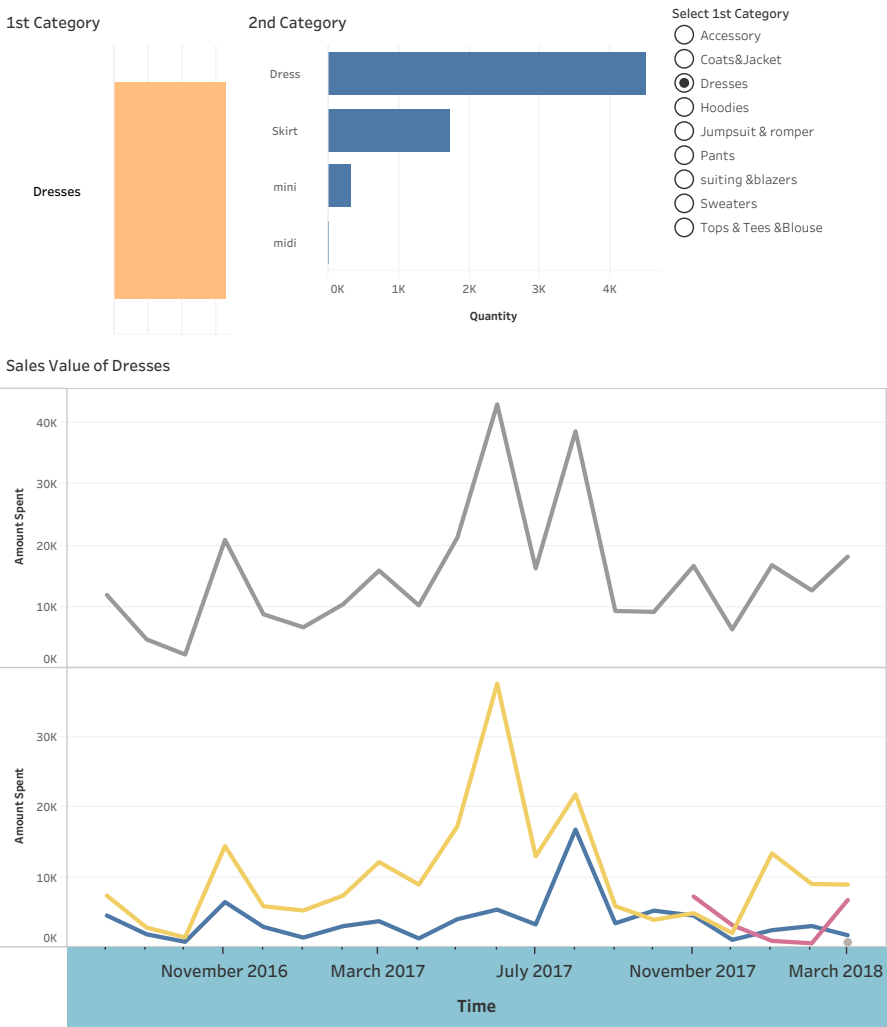 1st Category
Dresses
2nd Category
Dress
Skirt
mini
midi
0K 1K 2K 3K 4K
Quantity
Select 1st Category
Accessory
Coats&Jacket
Dresses
Hoodies
Jumpsuit & romper
Pants
suiting &blazers
Sweaters
Tops & Tees &Blouse
Sales Value of Dresses
Amount Spent
40K
30K
20K
10K
0K
Amount Spent
30K
20K
10K
0K
November 2016 March 2017 July 2017 November 2017 March 2018
Time